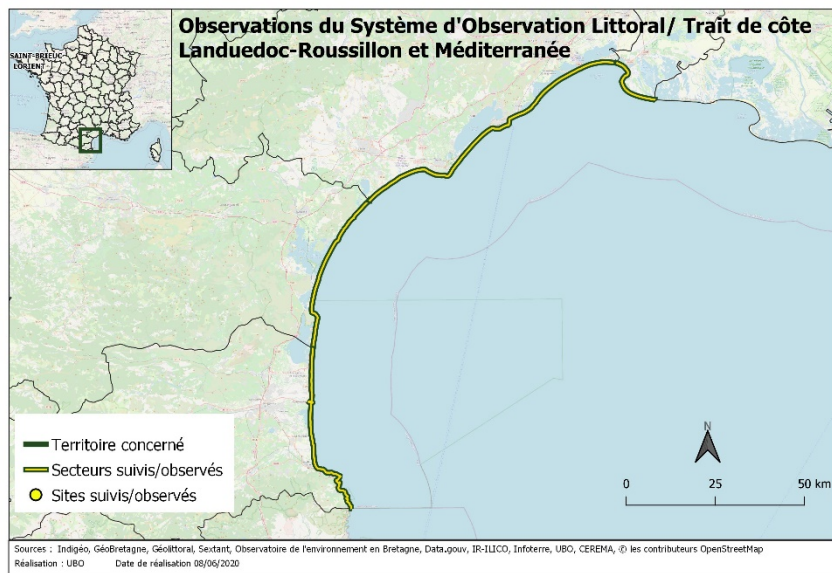 Observations du Système d'Observation Littoral/ Trait de côte
Landuedoc-Roussillon et Méditerranée
SAINT-BRIEUC
LORIENT
Territoire concerné
Secteurs suivis/observés
Sites suivis/observés
N
0 25 50 km
Sources : Indigéo, GéoBretagne, Géolittoral, Sextant, Observatoire de l'environnement en Bretagne, Data.gouv, IR-ILICO, Infoterre, UBO, CEREMA, © les contributeurs OpenStreetMap
Réalisation : UBO Date de réalisation 08/06/2020